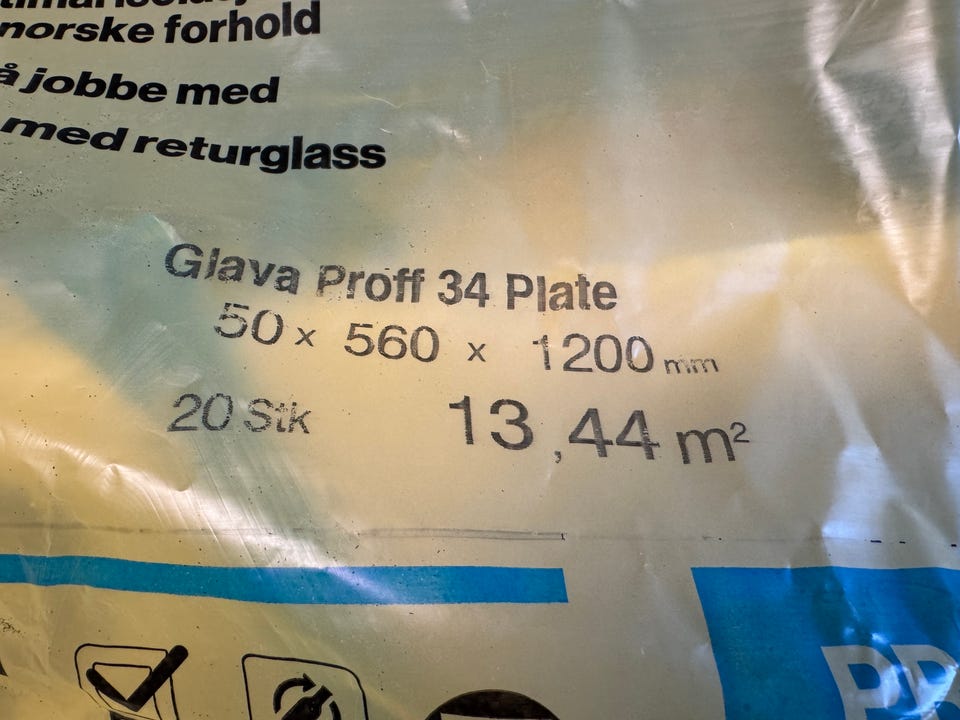 norske forhold
å jobbe med
med returglass
Glava Proff 34 Plate
50 x 560 x 1200 mm
20 Stk 13,44 m²